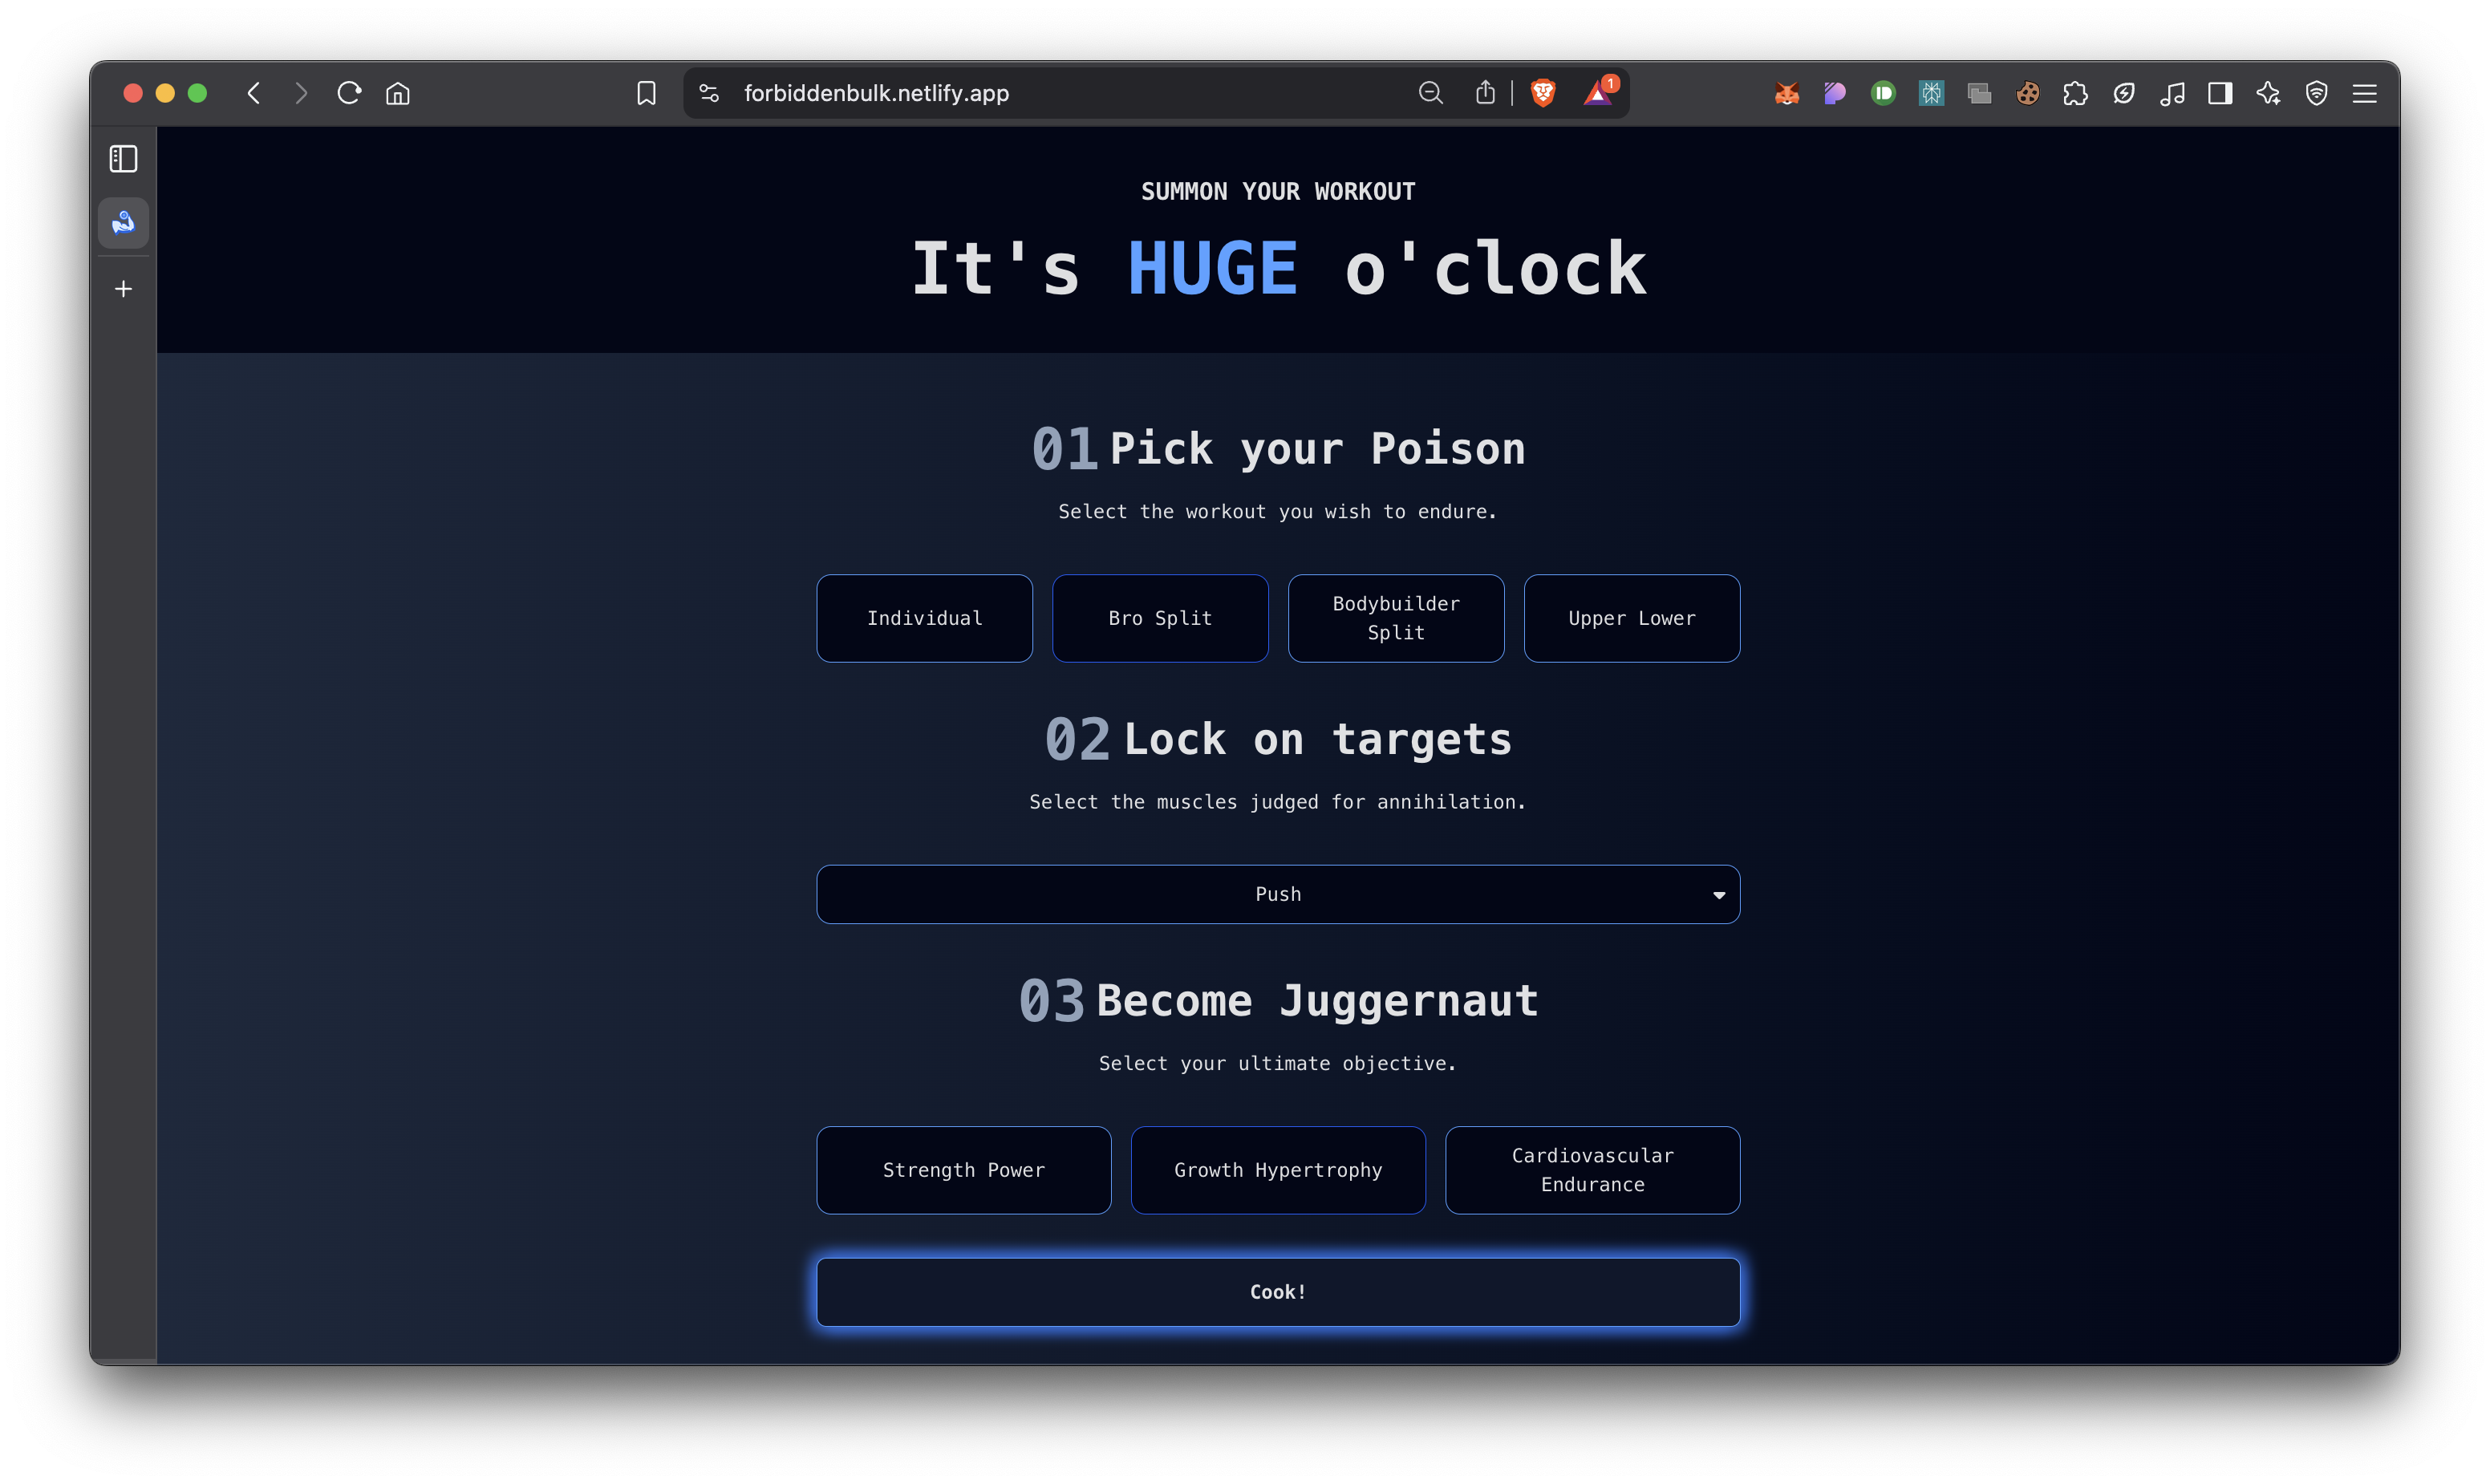 forbiddenbulk.netlify.app
1
SUMMON YOUR WORKOUT
It's HUGE o'clock
01 Pick your Poison
Select the workout you wish to endure.
Individual
Bro Split
Bodybuilder
Split
Upper Lower
02 Lock on targets
Select the muscles judged for annihilation.
Push
03 Become Juggernaut
Select your ultimate objective.
Strength Power
Growth Hypertrophy
Cardiovascular
Endurance
Cook!